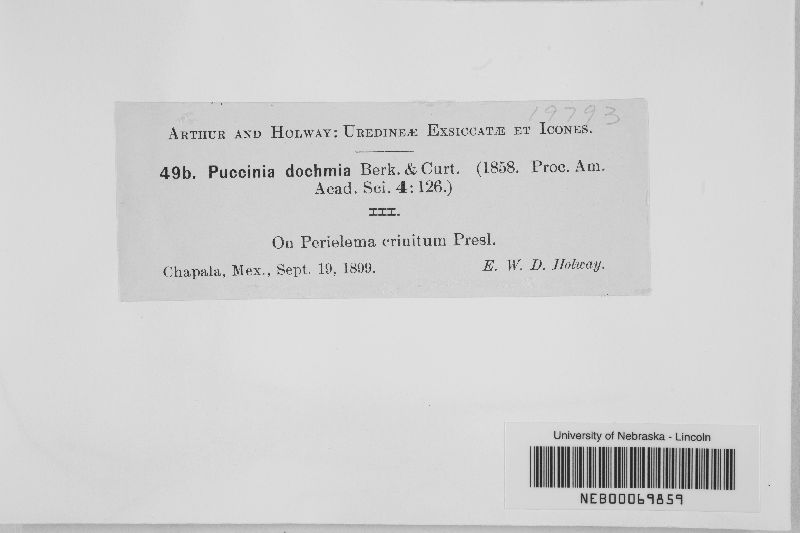 19793
Arthur and Holway: Uredineæ Exsiccatæ et Icones.
49b. Puccinia dochmia Berk. & Curt. (1858. Proc. Am.
Acad. Sci. 4: 126.)
III.
On Perielema crinitum Presl.
Chapala, Mex., Sept. 19, 1899. E. W. D. Holway.
University of Nebraska - Lincoln
NEB00069859